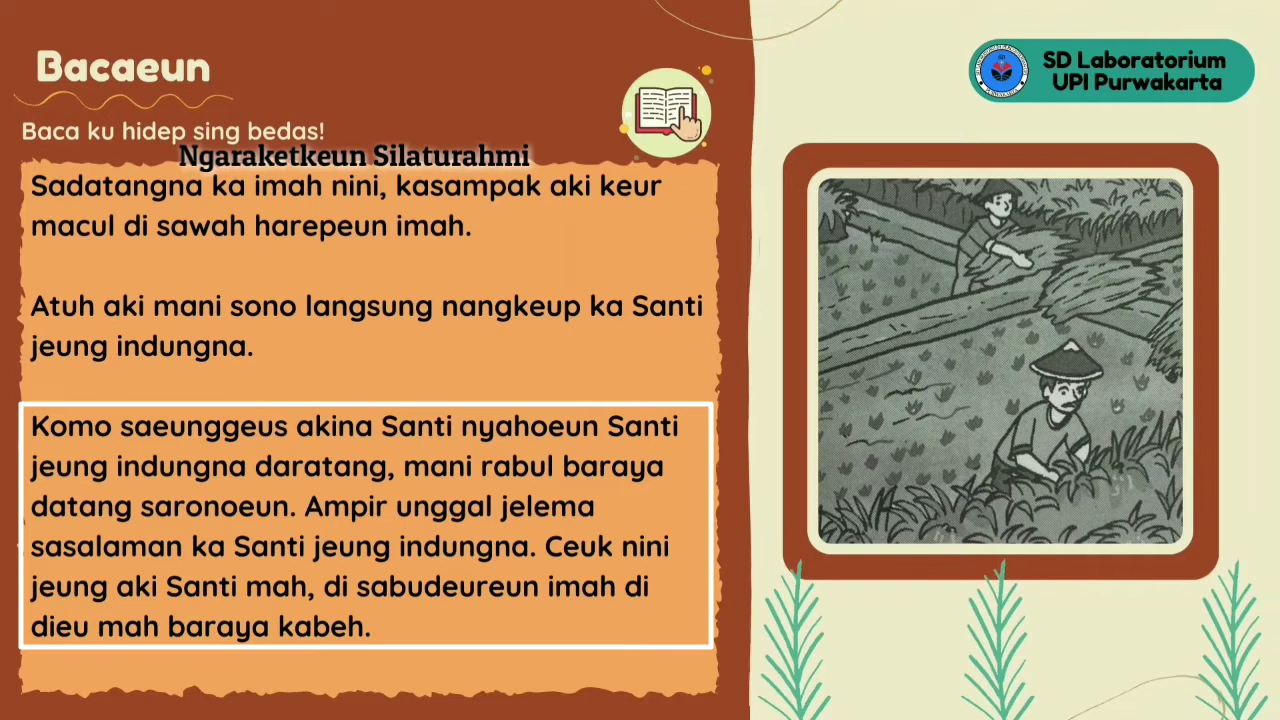 Bacaeun
Baca ku hidep sing bedas!
Ngaraketkeun Silaturahmi
Sadatangna ka imah nini, kasampak aki keur
macul di sawah harepeun imah.
Atuh aki mani sono langsung nangkeup ka Santi
jeung indungna.
Komo saeunggeus akina Santi nyahoeun Santi
jeung indungna daratang, mani rabul baraya
datang saronoeun. Ampir unggal jelema
sasalaman ka Santi jeung indungna. Ceuk nini
jeung aki Santi mah, di sabudeureun imah di
dieu mah baraya kabeh.
SD Laboratorium
UPI Purwakarta